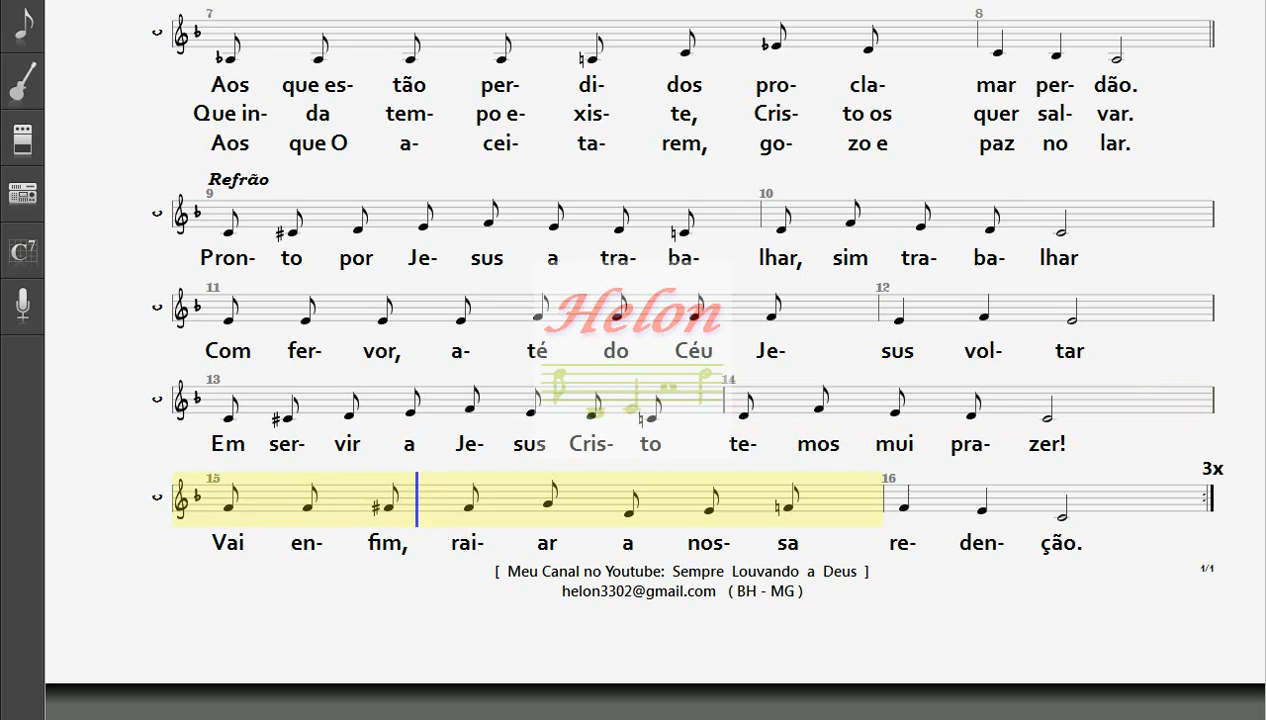 7 8
Aos que es- tão per- di- dos pro- cla- mar per- dão.
Que in- da tem- po e- xis- te, Cris- to os quer sal- var.
Aos que O a- cei- ta- rem, go- zo e paz no lar.
Refrão
9 10
Pron- to por Je- sus a tra- ba- lhar, sim tra- ba- lhar
C7
11 12
Helon
Com fer- vor, a- té do Céu Je- sus vol- tar
13 14
Em ser- vir a Je- sus Cris- to te- mos mui pra- zer!
3x
15 16
Vai en- fim, rai- ar a nos- sa re- den- ção.
[ Meu Canal no Youtube: Sempre Louvando a Deus ]
1/1
helon3302@gmail.com ( BH - MG )